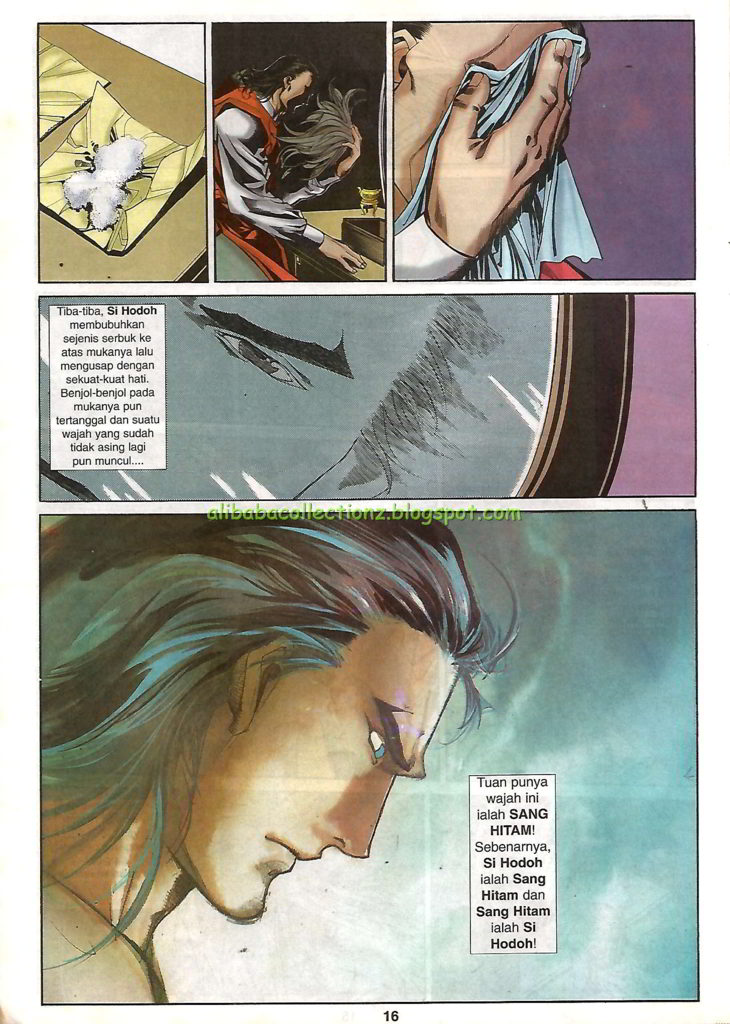 Tiba-tiba, Si Hodoh
membubuhkan
sejenis serbuk ke
atas mukanya lalu
mengusap dengan
sekuat-kuat hati.
Benjol-benjol pada
mukanya pun
tertanggal dan suatu
wajah yang sudah
tidak asing lagi
pun muncul....
alibabacollectionz.blogspot.com
Tuan punya
wajah ini
ialah SANG
HITAM!
Sebenarnya,
Si Hodoh
ialah Sang
Hitam dan
Sang Hitam
ialah Si
Hodoh!
16